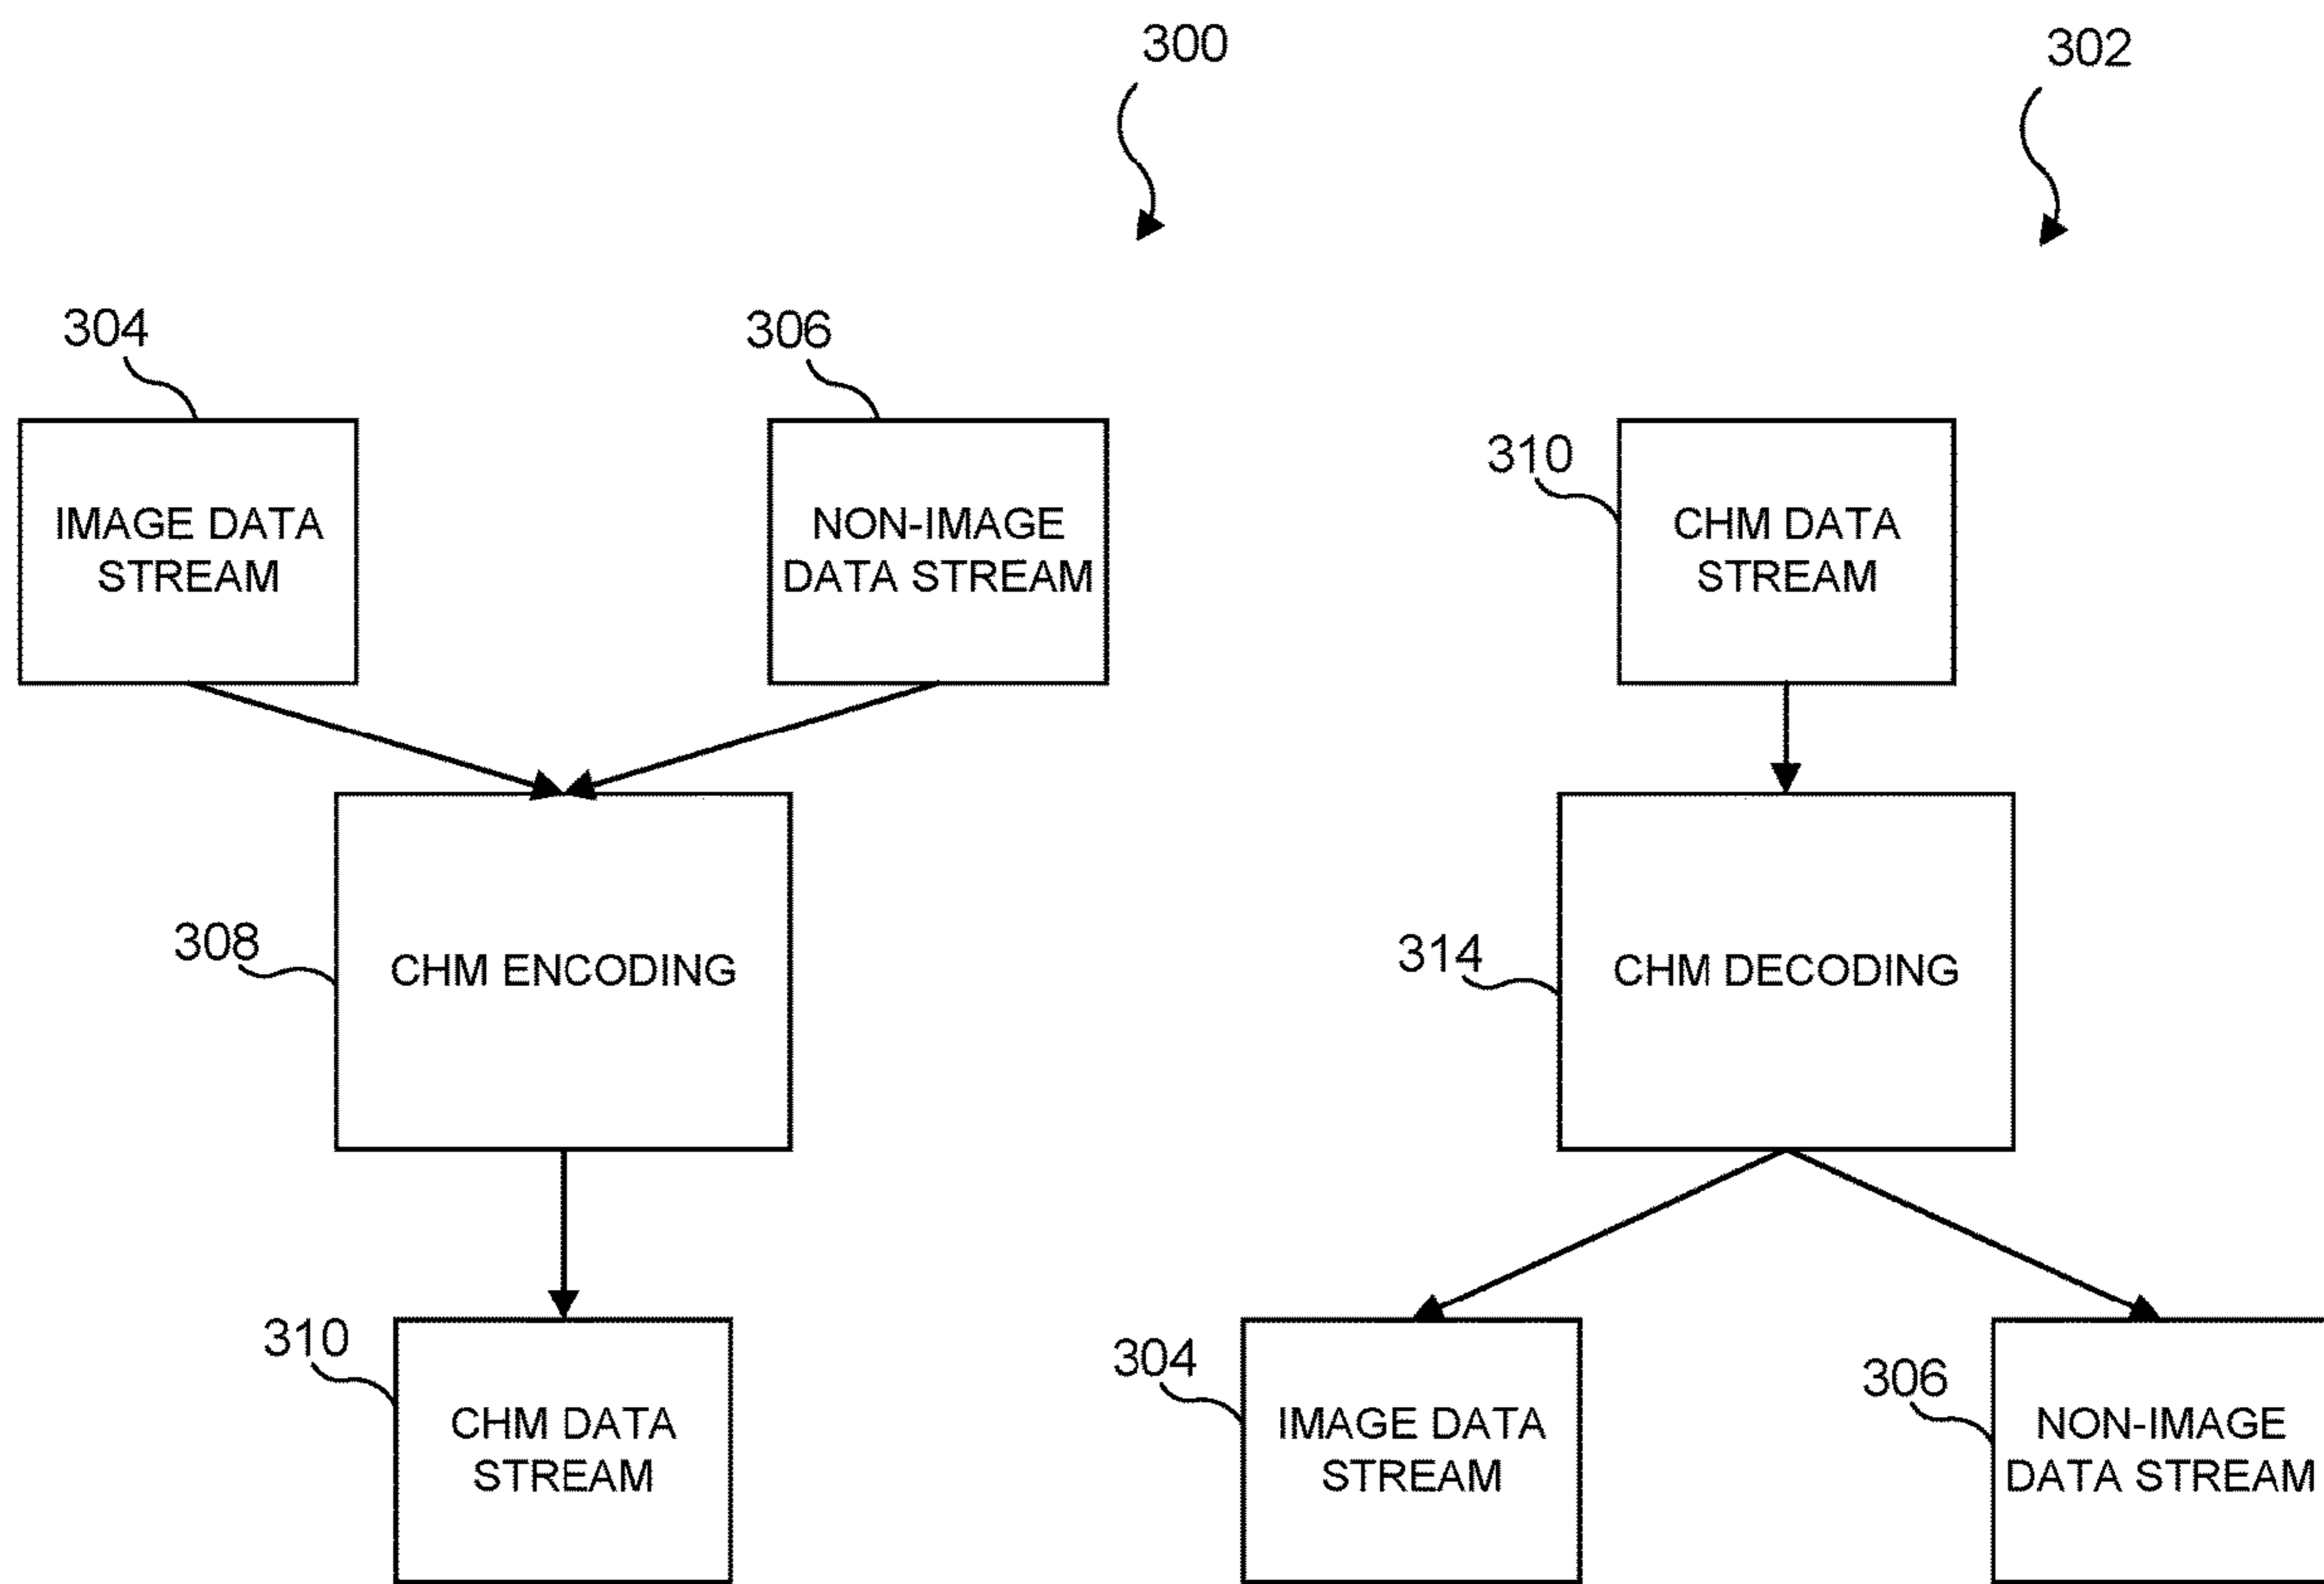 300
302
304
306
IMAGE DATA
STREAM
NON-IMAGE
DATA STREAM
310
CHM DATA
STREAM
308
CHM ENCODING
314
CHM DECODING
310
CHM DATA
STREAM
304
IMAGE DATA
STREAM
306
NON-IMAGE
DATA STREAM